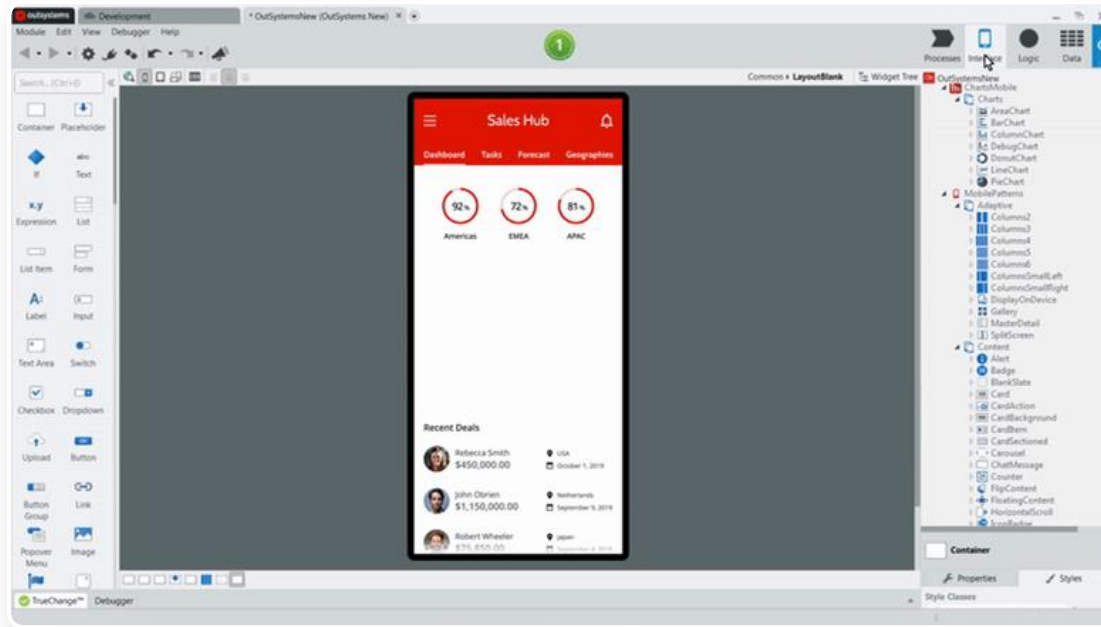 outsystems
Development
* OutSystemsNew (OutSystems New)
Module Edit View Debugger Help
1
Processes Interface Logic Data
Search... (Ctrl+I)
Common ▸ LayoutBlank Widget Tree
OutSystemsNew
ChartsMobile
Charts
AreaChart
BarChart
ColumnChart
DebugChart
DonutChart
LineChart
PieChart
MobilePatterns
Adaptive
Columns2
Columns3
Columns4
Columns5
Columns6
ColumnsSmallLeft
ColumnsSmallRight
DisplayOnDevice
Gallery
MasterDetail
SplitScreen
Content
Alert
Badge
BlankSlate
Card
CardAction
CardBackground
CardItem
CardSectioned
Carousel
ChatMessage
Counter
FlipContent
FloatingContent
HorizontalScroll
IconBadge
Container Placeholder
abc
If Text
x.y
Expression List
List Item Form
A:
Label Input
Text Area Switch
Checkbox Dropdown
Upload Button
Button Group Link
Popover Menu Image
Sales Hub
Dashboard Tasks Forecast Geographies
92% 72% 81%
Americas EMEA APAC
Recent Deals
Rebecca Smith USA
$450,000.00 October 1, 2019
John Obrien Netherlands
$1,150,000.00 September 9, 2019
Robert Wheeler Japan
$75,850.00
Container
Properties Styles
Style Classes
TrueChange™ Debugger